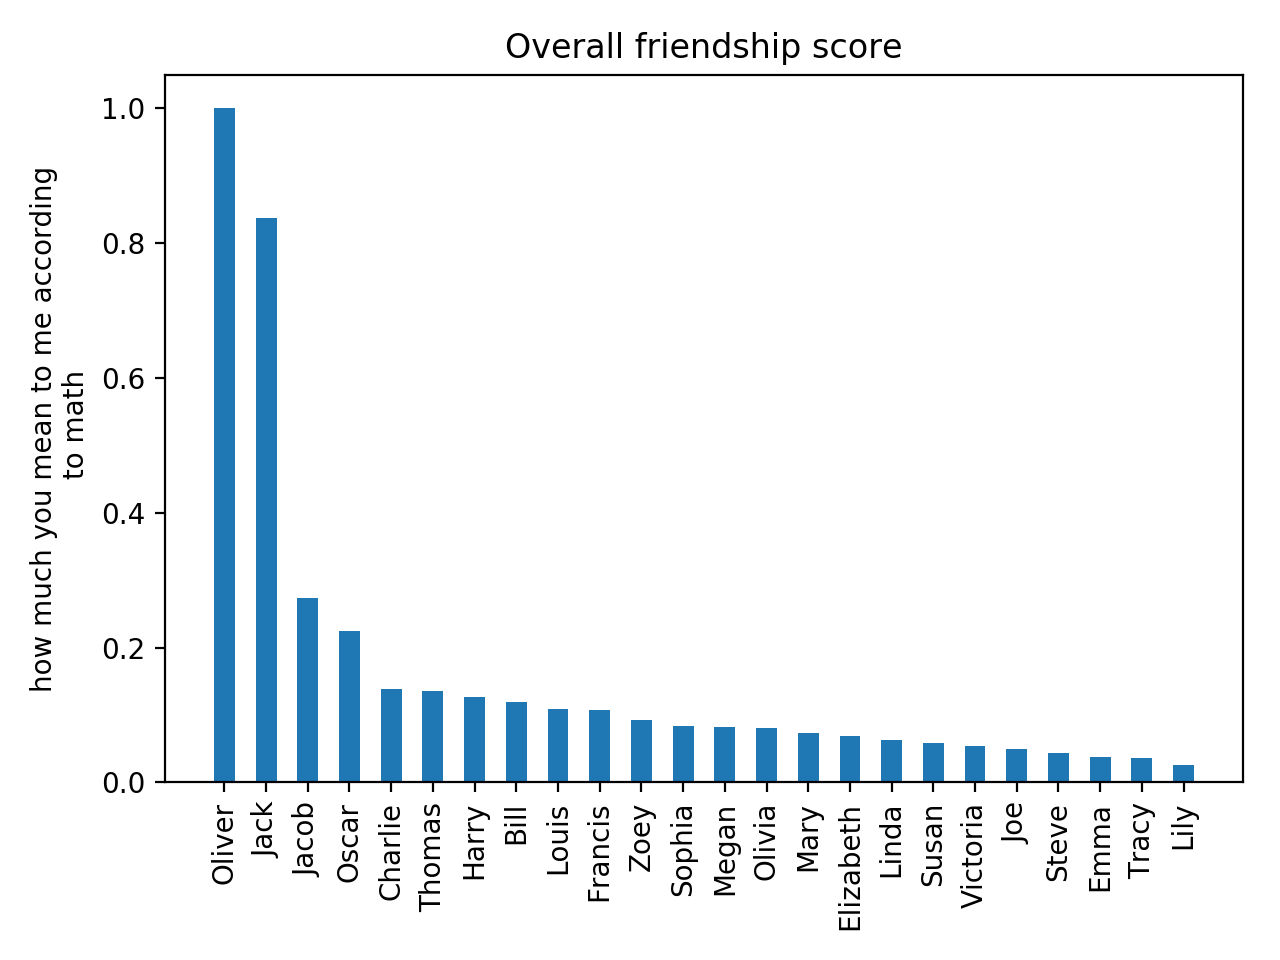 Overall friendship score
how much you mean to me according
to math
1.0
0.8
0.6
0.4
0.2
0.0
Oliver
Jack
Jacob
Oscar
Charlie
Thomas
Harry
Bill
Louis
Francis
Zoey
Sophia
Megan
Olivia
Mary
Elizabeth
Linda
Susan
Victoria
Joe
Steve
Emma
Tracy
Lily